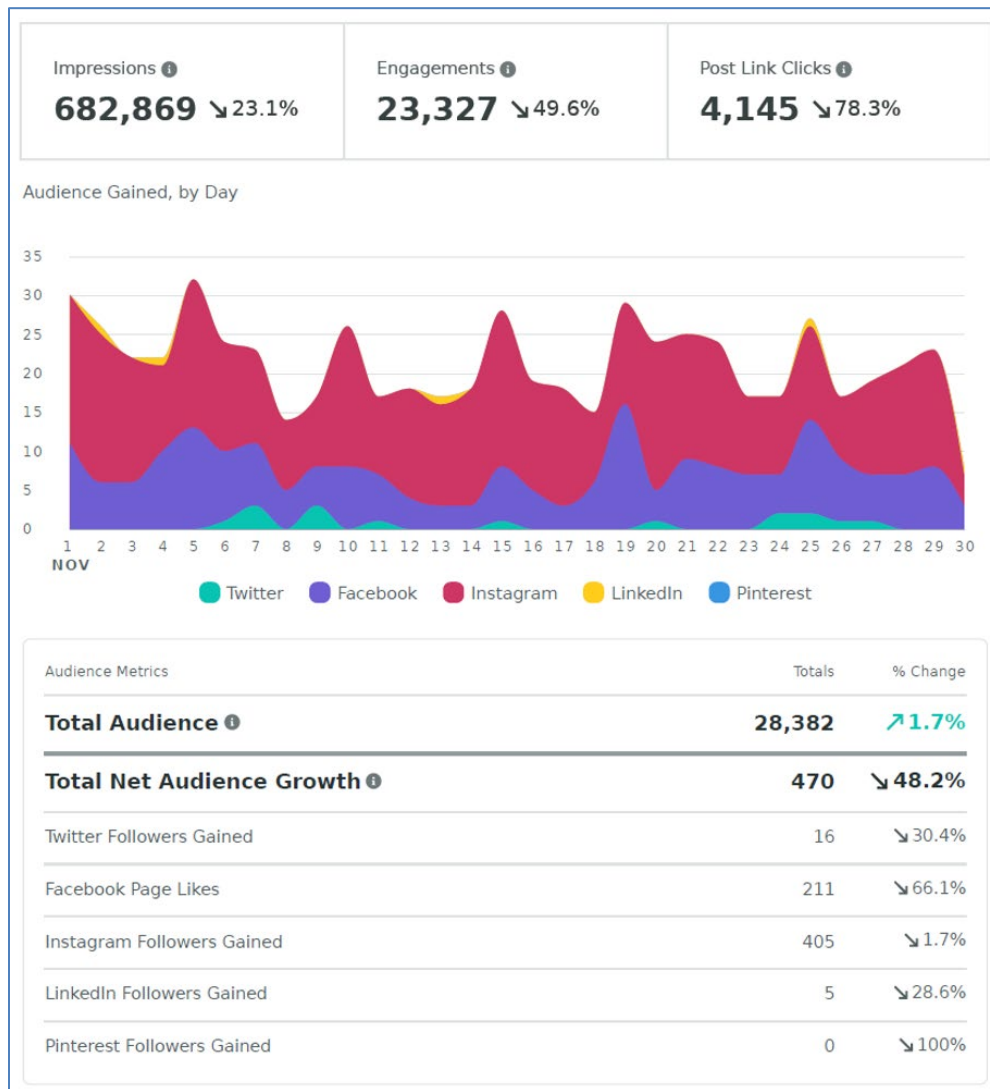 Impressions Engagements Post Link Clicks
682,869 ↘23.1% 23,327 ↘49.6% 4,145 ↘78.3%
Audience Gained, by Day
35
30
25
20
15
10
5
0
1 2 3 4 5 6 7 8 9 10 11 12 13 14 15 16 17 18 19 20 21 22 23 24 25 26 27 28 29 30
NOV
Twitter Facebook Instagram LinkedIn Pinterest
Audience Metrics Totals % Change
Total Audience 28,382 ↗1.7%
Total Net Audience Growth 470 ↘48.2%
Twitter Followers Gained 16 ↘30.4%
Facebook Page Likes 211 ↘66.1%
Instagram Followers Gained 405 ↘1.7%
LinkedIn Followers Gained 5 ↘28.6%
Pinterest Followers Gained 0 ↘100%